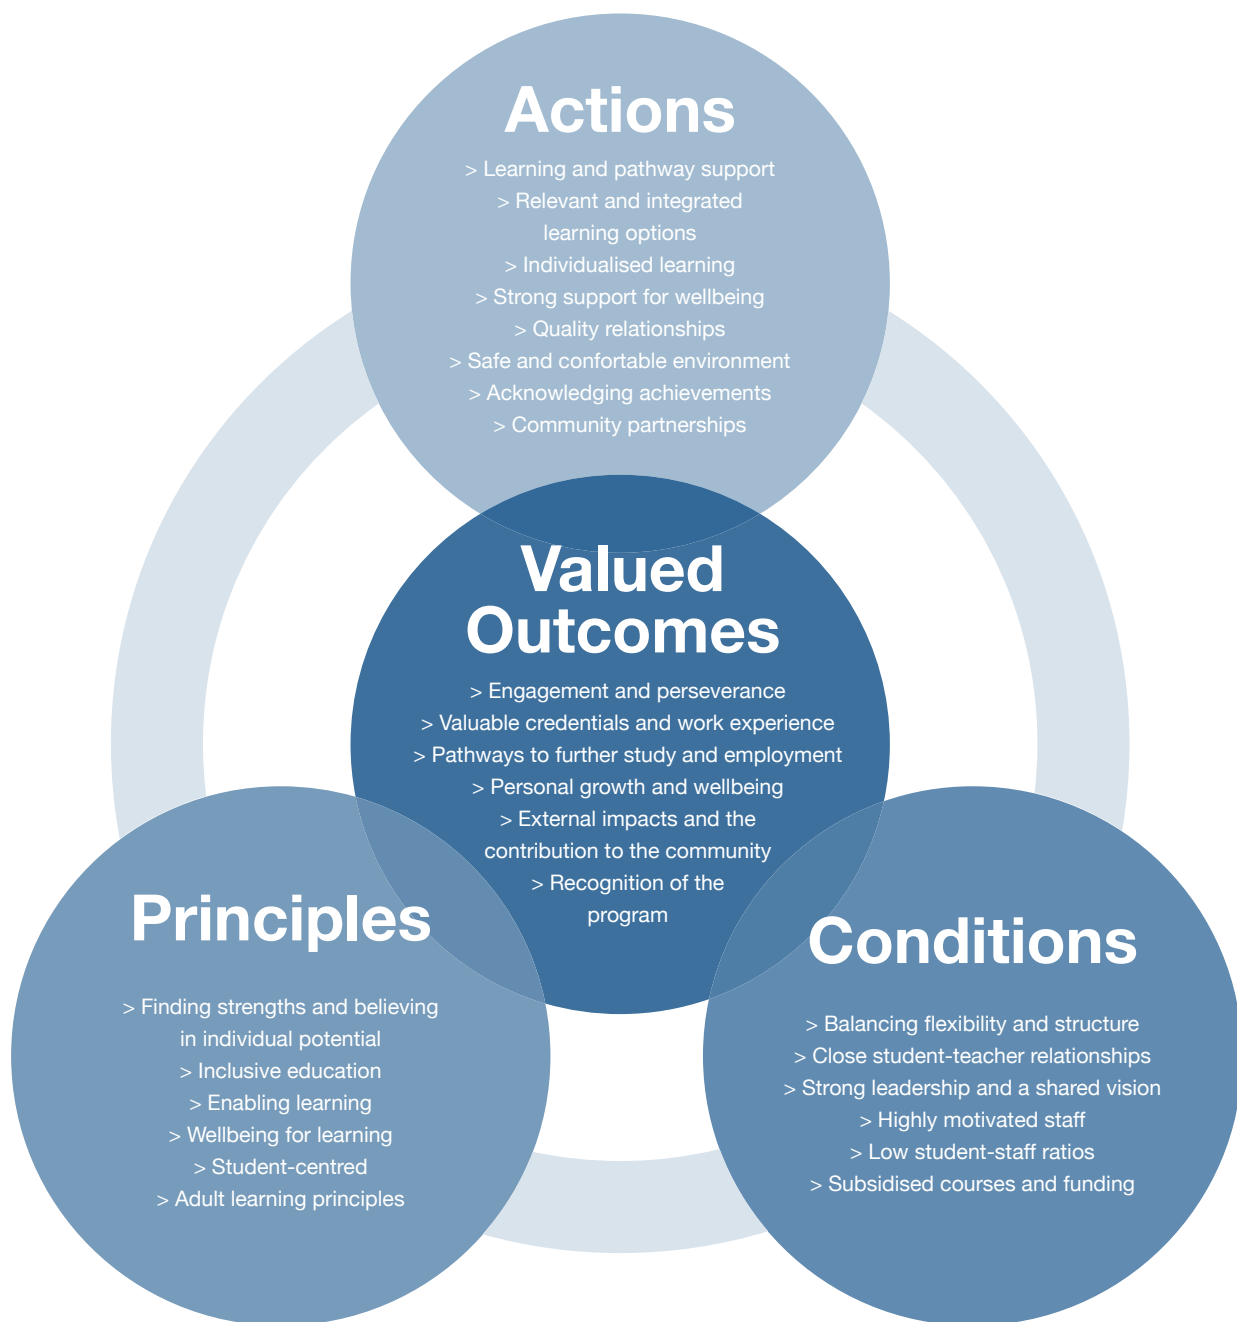 Actions
> Learning and pathway support
> Relevant and integrated
learning options
> Individualised learning
> Strong support for wellbeing
> Quality relationships
> Safe and confortable environment
> Acknowledging achievements
> Community partnerships
Valued
Outcomes
> Engagement and perseverance
> Valuable credentials and work experience
> Pathways to further study and employment
> Personal growth and wellbeing
> External impacts and the
contribution to the community
> Recognition of the
program
Principles
> Finding strengths and believing
in individual potential
> Inclusive education
> Enabling learning
> Wellbeing for learning
> Student-centred
> Adult learning principles
Conditions
> Balancing flexibility and structure
> Close student-teacher relationships
> Strong leadership and a shared vision
> Highly motivated staff
> Low student-staff ratios
> Subsidised courses and funding